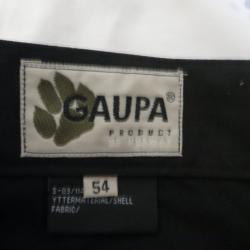 GAUPA®
PRODUCT
54
YTTERMATERIAL/SHELL
FABRIC/